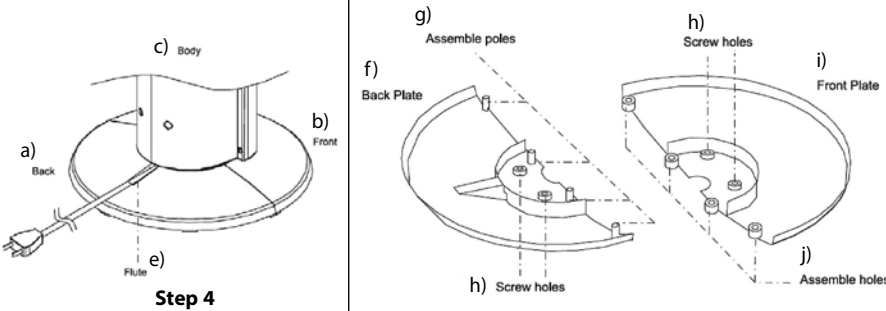 c) Body
b)
Front
a)
Back
e)
Flute
Step 4
g)
Assemble poles
f)
Back Plate
h) Screw holes
h)
Screw holes
i)
Front Plate
j)
Assemble holes